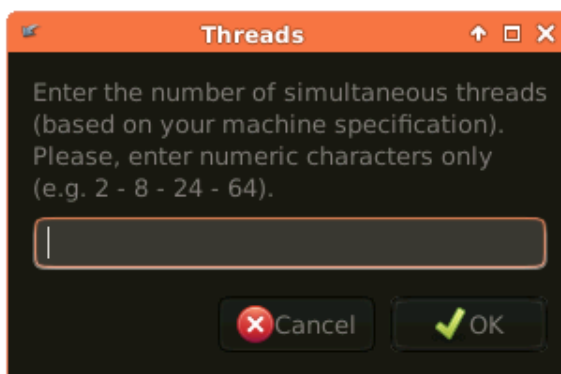 Threads
Enter the number of simultaneous threads
(based on your machine specification).
Please, enter numeric characters only
(e.g. 2 - 8 - 24 - 64).
Cancel
OK